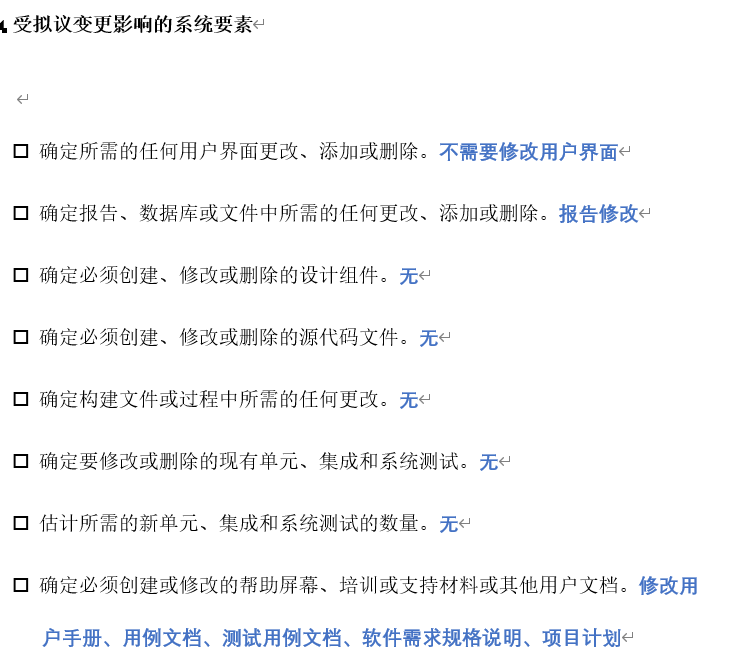 受拟议变更影响的系统要素
确定所需的任何用户界面更改、添加或删除。不需要修改用户界面
确定报告、数据库或文件中所需的任何更改、添加或删除。报告修改
确定必须创建、修改或删除的设计组件。无
确定必须创建、修改或删除的源代码文件。无
确定构建文件或过程中所需的任何更改。无
确定要修改或删除的现有单元、集成和系统测试。无
估计所需的新单元、集成和系统测试的数量。无
确定必须创建或修改的帮助屏幕、培训或支持材料或其他用户文档。修改用
户手册、用例文档、测试用例文档、软件需求规格说明、项目计划